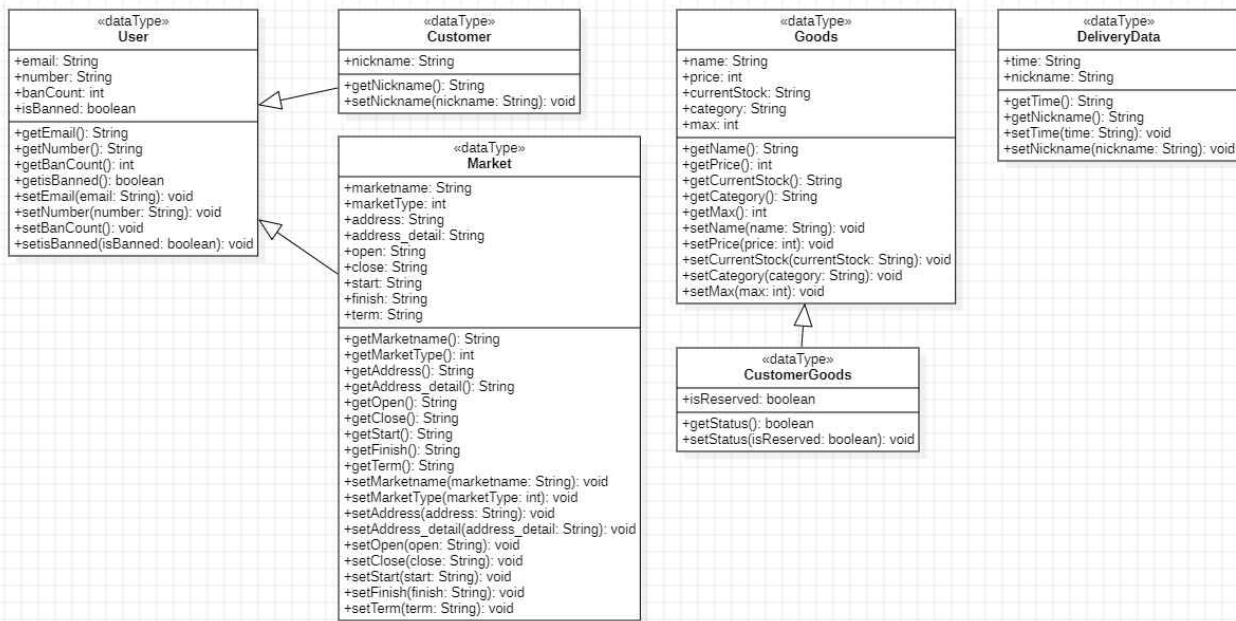 «dataType»
User
+email: String
+number: String
+banCount: int
+isBanned: boolean
+getEmail(): String
+getNumber(): String
+getBanCount(): int
+getisBanned(): boolean
+setEmail(email: String): void
+setNumber(number: String): void
+setBanCount(): void
+setisBanned(isBanned: boolean): void
«dataType»
Customer
+nickname: String
+getNickname(): String
+setNickname(nickname: String): void
«dataType»
Market
+marketname: String
+marketType: int
+address: String
+address_detail: String
+open: String
+close: String
+start: String
+finish: String
+term: String
+getMarketname(): String
+getMarketType(): int
+getAddress(): String
+getAddress_detail(): String
+getOpen(): String
+getClose(): String
+getStart(): String
+getFinish(): String
+getTerm(): String
+setMarketname(marketname: String): void
+setMarketType(marketType: int): void
+setAddress(address: String): void
+setAddress_detail(address_detail: String): void
+setOpen(open: String): void
+setClose(close: String): void
+setStart(start: String): void
+setFinish(finish: String): void
+setTerm(term: String): void
«dataType»
Goods
+name: String
+price: int
+currentStock: String
+category: String
+max: int
+getName(): String
+getPrice(): int
+getCurrentStock(): String
+getCategory(): String
+getMax(): int
+setName(name: String): void
+setPrice(price: int): void
+setCurrentStock(currentStock: String): void
+setCategory(category: String): void
+setMax(max: int): void
«dataType»
CustomerGoods
+isReserved: boolean
+getStatus(): boolean
+setStatus(isReserved: boolean): void
«dataType»
DeliveryData
+time: String
+nickname: String
+getTime(): String
+getNickname(): String
+setTime(time: String): void
+setNickname(nickname: String): void